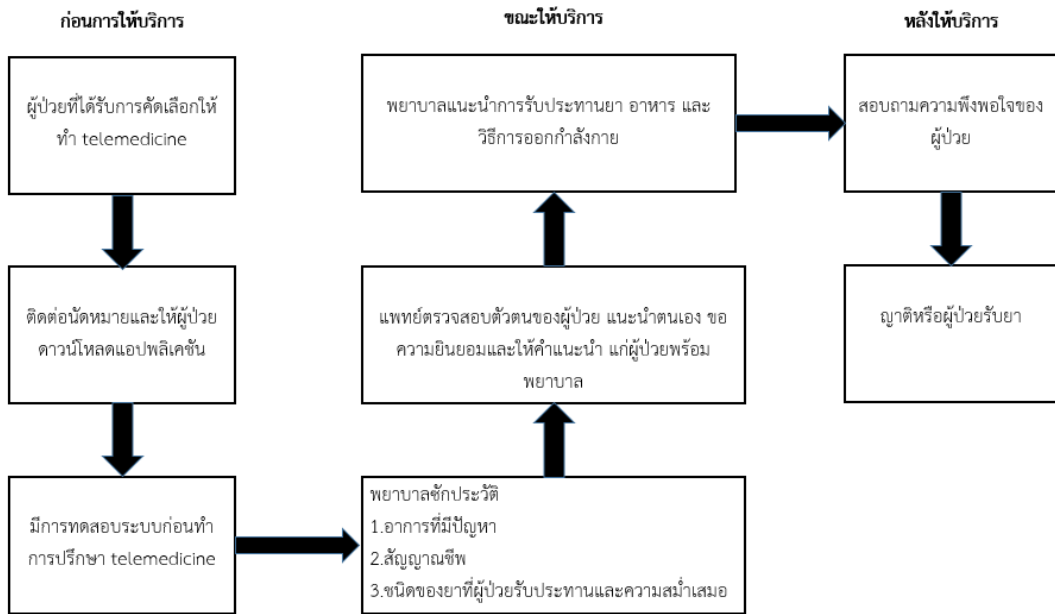 ก่อนการให้บริการ
ผู้ป่วยที่ได้รับการคัดเลือกให้
ทำ telemedicine
ติดต่อนัดหมายและให้ผู้ป่วย
ดาวน์โหลดแอปพลิเคชัน
มีการทดสอบระบบก่อนทำ
การปรึกษา telemedicine
ขณะให้บริการ
พยาบาลแนะนำการรับประทานยา อาหาร และ
วิธีการออกกำลังกาย
แพทย์ตรวจสอบตัวตนของผู้ป่วย แนะนำตนเอง ขอ
ความยินยอมและให้คำแนะนำ แก่ผู้ป่วยพร้อม
พยาบาล
พยาบาลซักประวัติ
1.อาการที่มีปัญหา
2.สัญญาณชีพ
3.ชนิดของยาที่ผู้ป่วยรับประทานและความสม่ำเสมอ
หลังให้บริการ
สอบถามความพึงพอใจของ
ผู้ป่วย
ญาติหรือผู้ป่วยรับยา